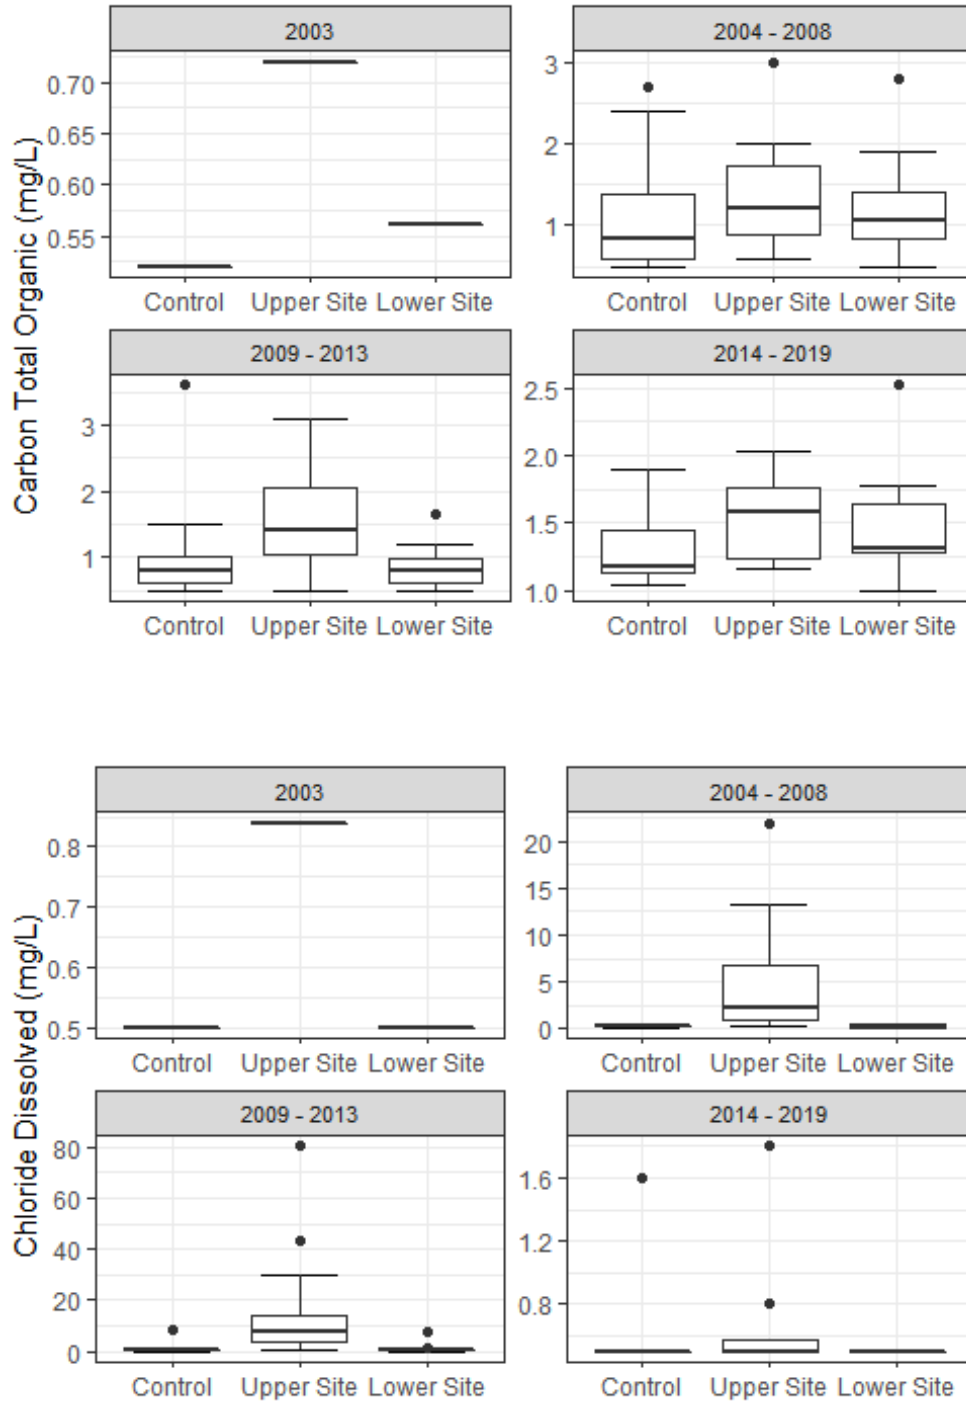 Carbon Total Organic (mg/L)
2003
0.70
0.65
0.60
0.55
Control Upper Site Lower Site
2004 - 2008
3
2
1
Control Upper Site Lower Site
2009 - 2013
3
2
1
Control Upper Site Lower Site
2014 - 2019
2.5
2.0
1.5
1.0
Control Upper Site Lower Site
Chloride Dissolved (mg/L)
2003
0.8
0.7
0.6
0.5
Control Upper Site Lower Site
2004 - 2008
20
15
10
5
0
Control Upper Site Lower Site
2009 - 2013
80
60
40
20
0
Control Upper Site Lower Site
2014 - 2019
1.6
1.2
0.8
Control Upper Site Lower Site